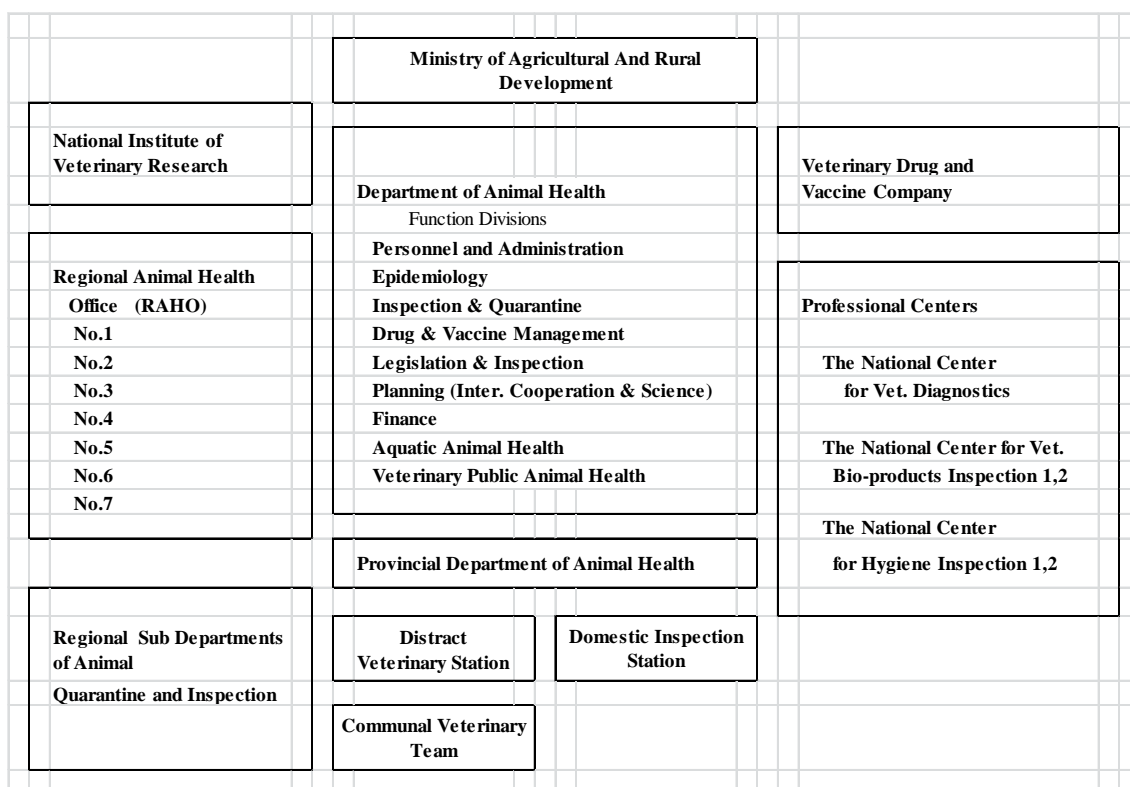 Ministry of Agricultural And Rural
Development
National Institute of
Veterinary Research
Department of Animal Health
Function Divisions
Personnel and Administration
Epidemiology
Inspection & Quarantine
Drug & Vaccine Management
Legislation & Inspection
Planning (Inter. Cooperation & Science)
Finance
Aquatic Animal Health
Veterinary Public Animal Health
Veterinary Drug and
Vaccine Company
Regional Animal Health
Office (RAHO)
No.1
No.2
No.3
No.4
No.5
No.6
No.7
Professional Centers
The National Center
for Vet. Diagnostics
The National Center for Vet.
Bio-products Inspection 1,2
The National Center
for Hygiene Inspection 1,2
Provincial Department of Animal Health
Regional Sub Departments
of Animal
Quarantine and Inspection
Distract
Veterinary Station
Domestic Inspection
Station
Communal Veterinary
Team